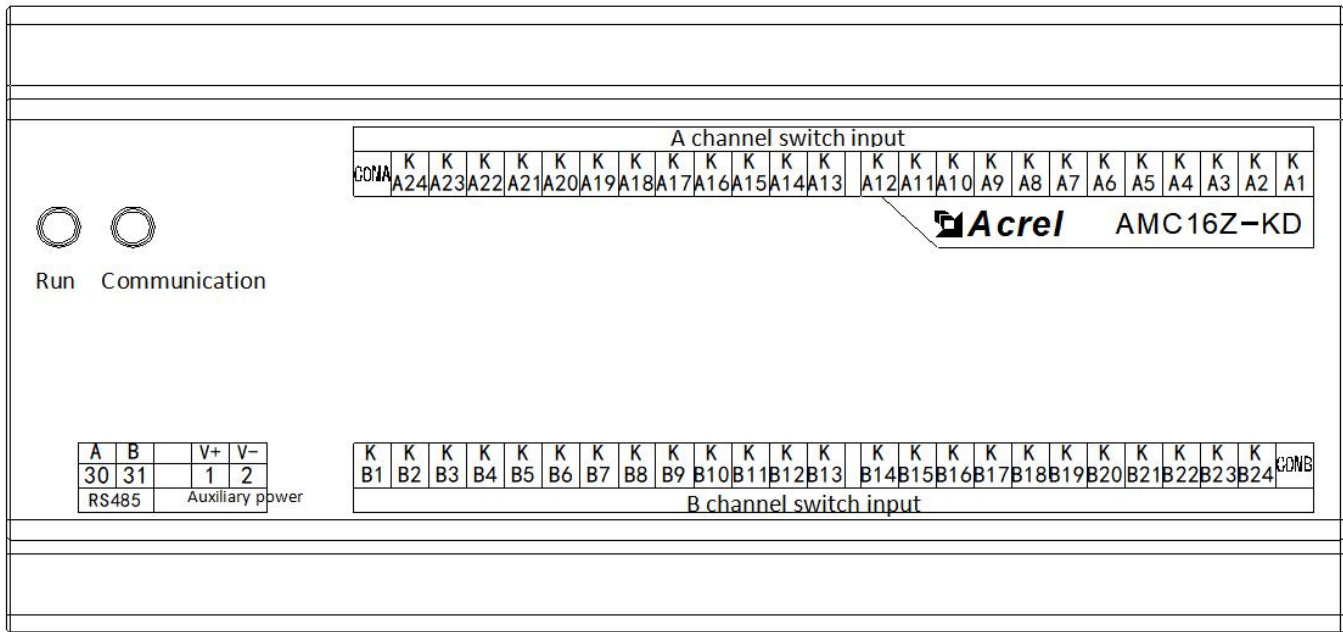 A channel switch input
COMA K A24 K A23 K A22 K A21 K A20 K A19 K A18 K A17 K A16 K A15 K A14 K A13 K A12 K A11 K A10 K A9 K A8 K A7 K A6 K A5 K A4 K A3 K A2 K A1
Acrel AMC16Z-KD
Run Communication
A B V+ V-
30 31 1 2
RS485 Auxiliary power
K B1 K B2 K B3 K B4 K B5 K B6 K B7 K B8 K B9 K B10 K B11 K B12 K B13 K B14 K B15 K B16 K B17 K B18 K B19 K B20 K B21 K B22 K B23 K B24 COMB
B channel switch input